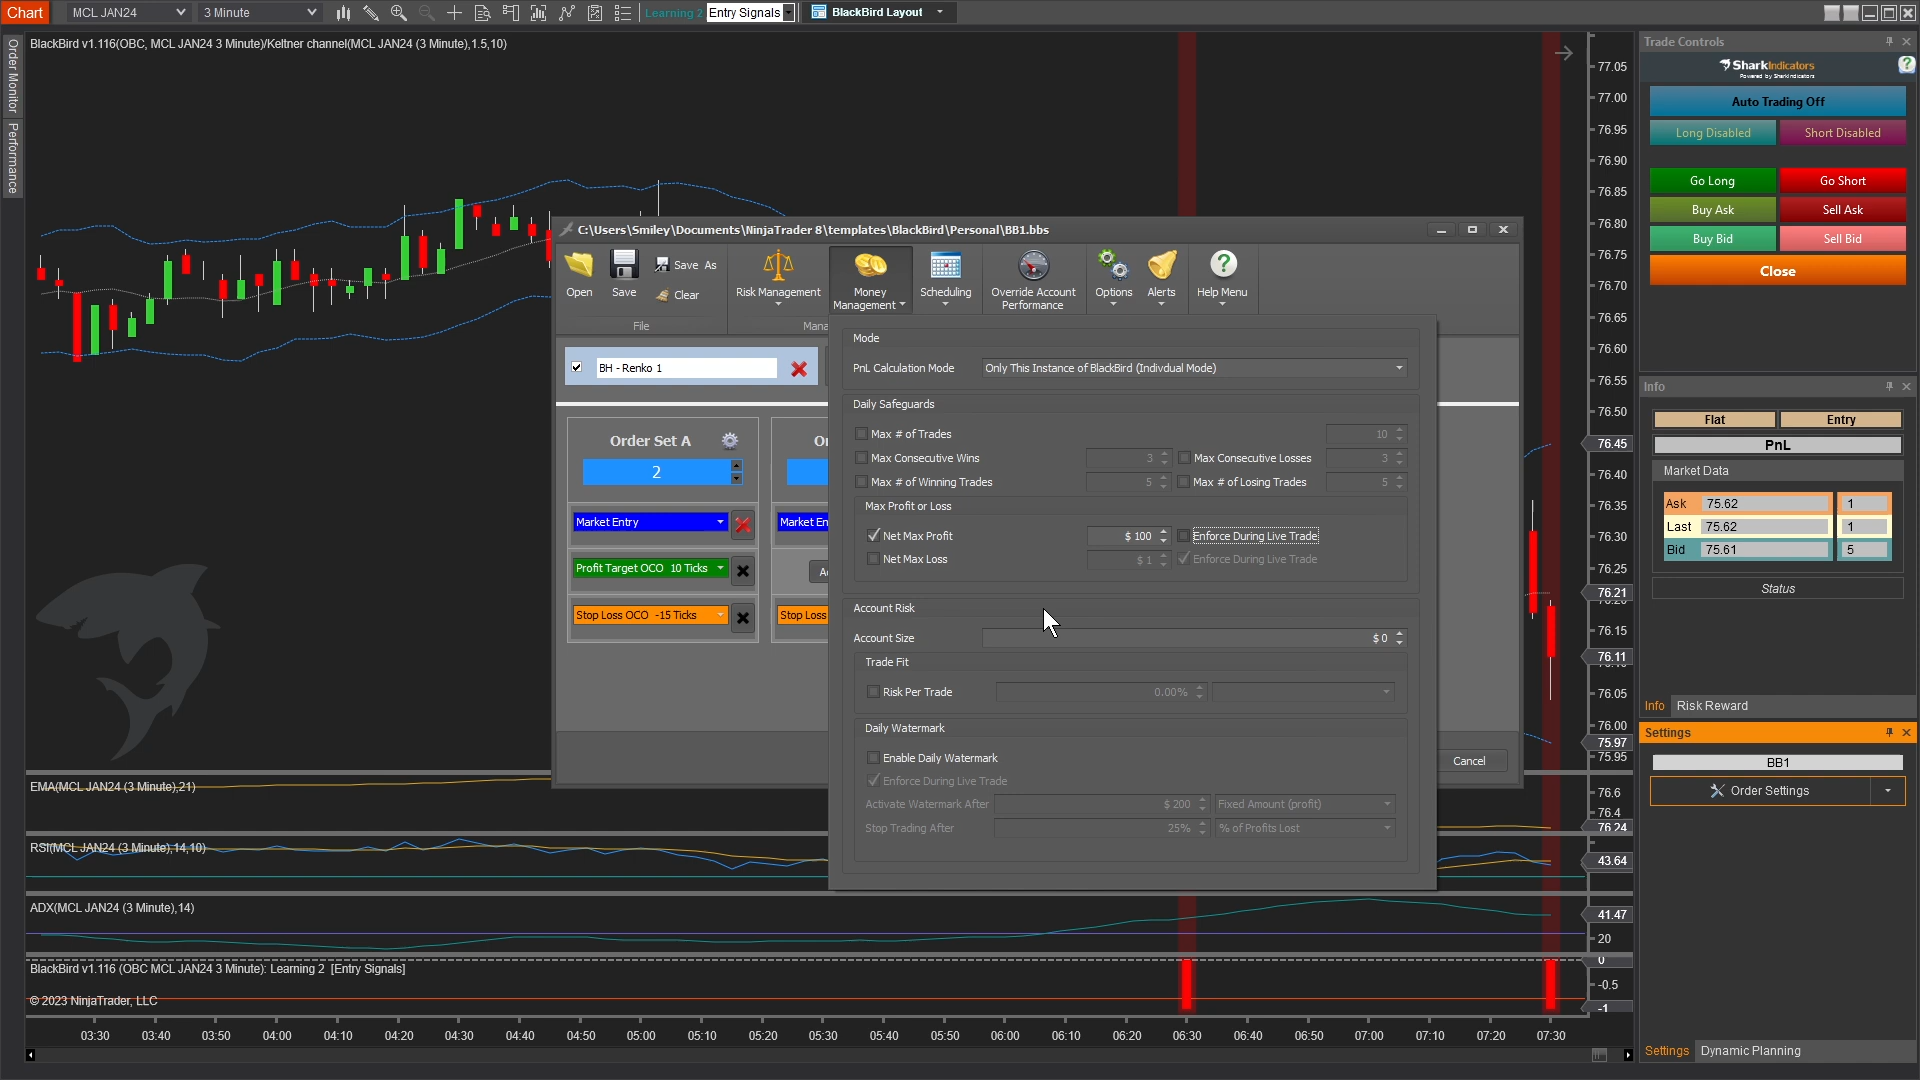 Chart
MCL JAN24
3 Minute
Learning 2
Entry Signals
BlackBird Layout
BlackBird v1.116(OBC, MCL JAN24 3 Minute)/Keltner channel(MCL JAN24 (3 Minute),1.5,10)
Order Monitor
Performance
C:\Users\Smiley\Documents\NinjaTrader 8\templates\BlackBird\Personal\BB1.bbs
Open
Save
Save As
Clear
File
Risk Management
Money Management
Scheduling
Override Account Performance
Options
Alerts
Help Menu
Mana
BH - Renko 1
Order Set A
2
Market Entry
Profit Target OCO 10 Ticks
Stop Loss OCO -15 Ticks
Or
Market En
Stop Loss
Mode
PnL Calculation Mode
Only This Instance of BlackBird (Indivdual Mode)
Daily Safeguards
Max # of Trades
10
Max Consecutive Wins
3
Max Consecutive Losses
3
Max # of Winning Trades
5
Max # of Losing Trades
5
Max Profit or Loss
Net Max Profit
$ 100
Enforce During Live Trade
Net Max Loss
$ 1
Enforce During Live Trade
Account Risk
Account Size
$ 0
Trade Fit
Risk Per Trade
0.00%
Daily Watermark
Enable Daily Watermark
Enforce During Live Trade
Activate Watermark After
$ 200
Fixed Amount (profit)
Stop Trading After
25%
% of Profits Lost
Cancel
77.05
77.00
76.95
76.90
76.85
76.80
76.75
76.70
76.65
76.60
76.55
76.50
76.45
76.40
76.35
76.30
76.25
76.21
76.15
76.11
76.05
76.00
75.97
75.95
EMA(MCL JAN24 (3 Minute),21)
76.6
76.4
76.24
RSI(MCL JAN24 (3 Minute),14,10)
43.64
ADX(MCL JAN24 (3 Minute),14)
41.47
20
BlackBird v1.116 (OBC MCL JAN24 3 Minute): Learning 2 [Entry Signals]
0
-0.5
-1
© 2023 NinjaTrader, LLC
03:30 03:40 03:50 04:00 04:10 04:20 04:30 04:40 04:50 05:00 05:10 05:20 05:30 05:40 05:50 06:00 06:10 06:20 06:30 06:40 06:50 07:00 07:10 07:20 07:30
Trade Controls
SharkIndicators
Powered by SharkIndicators
Auto Trading Off
Long Disabled
Short Disabled
Go Long
Go Short
Buy Ask
Sell Ask
Buy Bid
Sell Bid
Close
Info
Flat
Entry
PnL
Market Data
Ask 75.62 1
Last 75.62 1
Bid 75.61 5
Status
Info
Risk Reward
Settings
BB1
Order Settings
Settings
Dynamic Planning